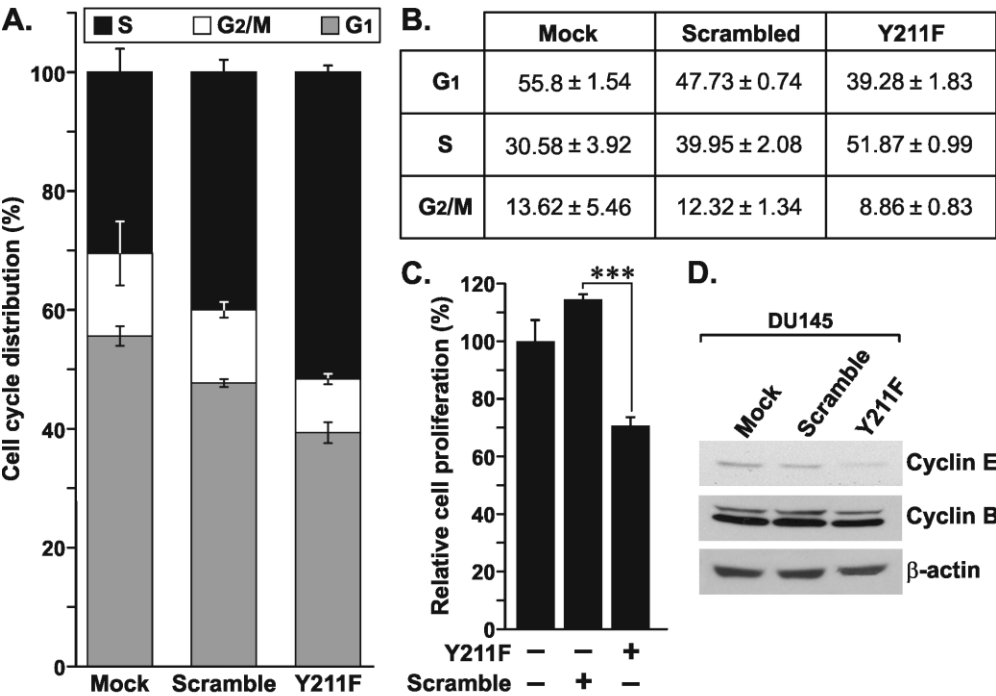 A.
S G2/M G1
100
80
60
40
20
0
Cell cycle distribution (%)
Mock Scramble Y211F
B.
Mock Scrambled Y211F
G1 55.8 ± 1.54 47.73 ± 0.74 39.28 ± 1.83
S 30.58 ± 3.92 39.95 ± 2.08 51.87 ± 0.99
G2/M 13.62 ± 5.46 12.32 ± 1.34 8.86 ± 0.83
C.
***
120
100
80
60
40
20
0
Relative cell proliferation (%)
Y211F − − +
Scramble − + −
D.
DU145
Mock Scramble Y211F
Cyclin E
Cyclin B
β-actin